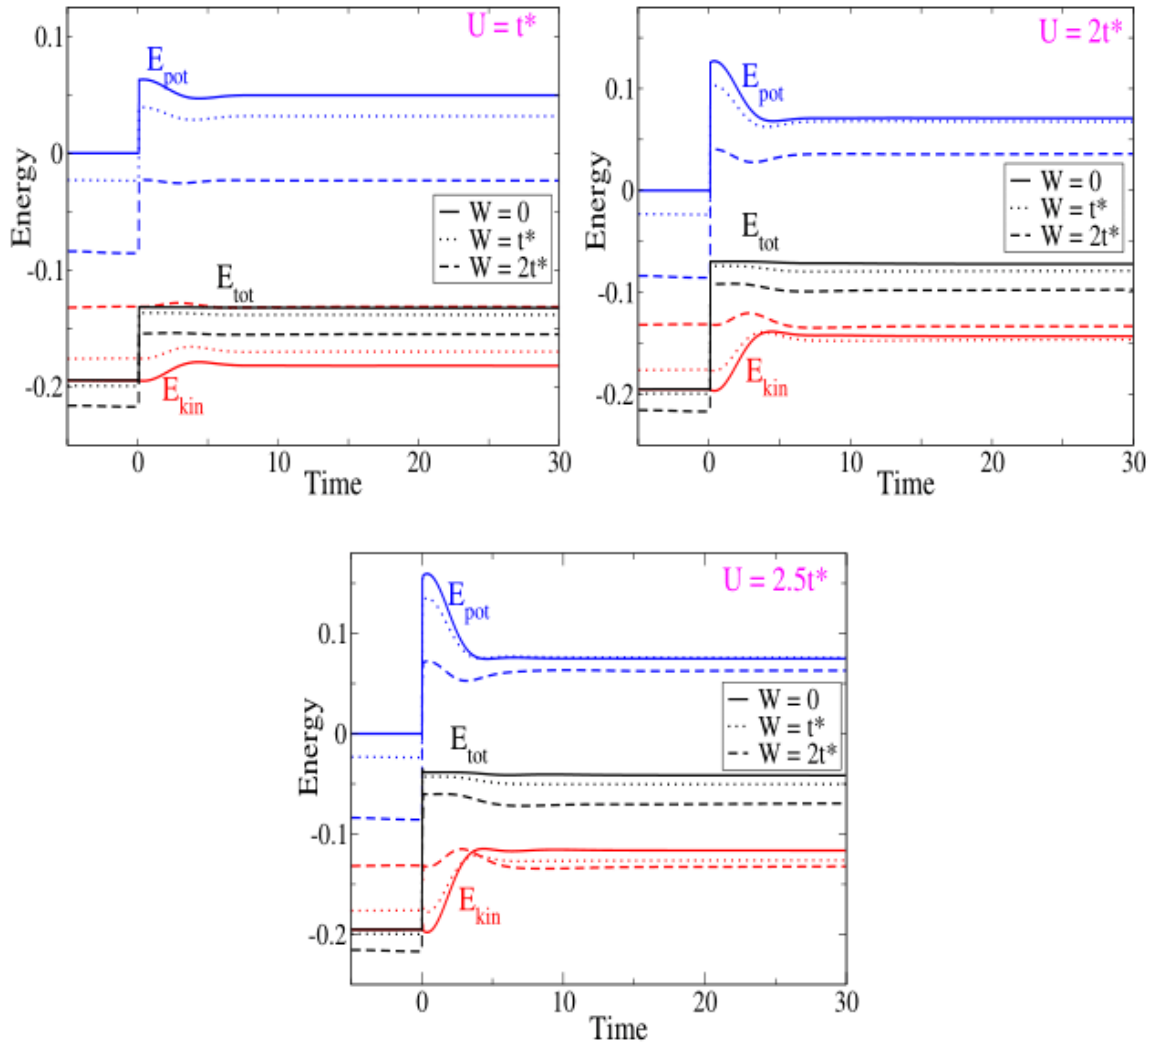 U = t*
0.1
E_pot
0
W = 0
W = t*
W = 2t*
-0.1
E_tot
-0.2
E_kin
Energy
0 10 20 30
Time
U = 2t*
0.1
E_pot
0
W = 0
W = t*
W = 2t*
E_tot
-0.1
E_kin
-0.2
Energy
0 10 20 30
Time
U = 2.5t*
E_pot
0.1
W = 0
W = t*
W = 2t*
0
E_tot
-0.1
E_kin
-0.2
Energy
0 10 20 30
Time